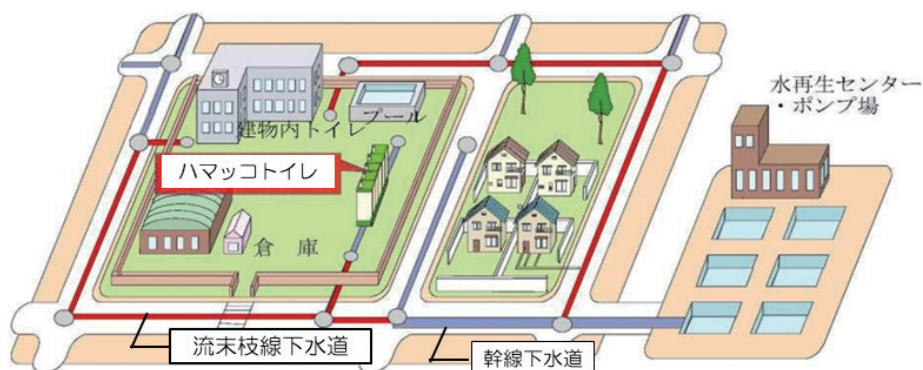 水再生センター
・ポンプ場
プール
建物内トイレ
ハマッコトイレ
倉 庫
流末枝線下水道
幹線下水道